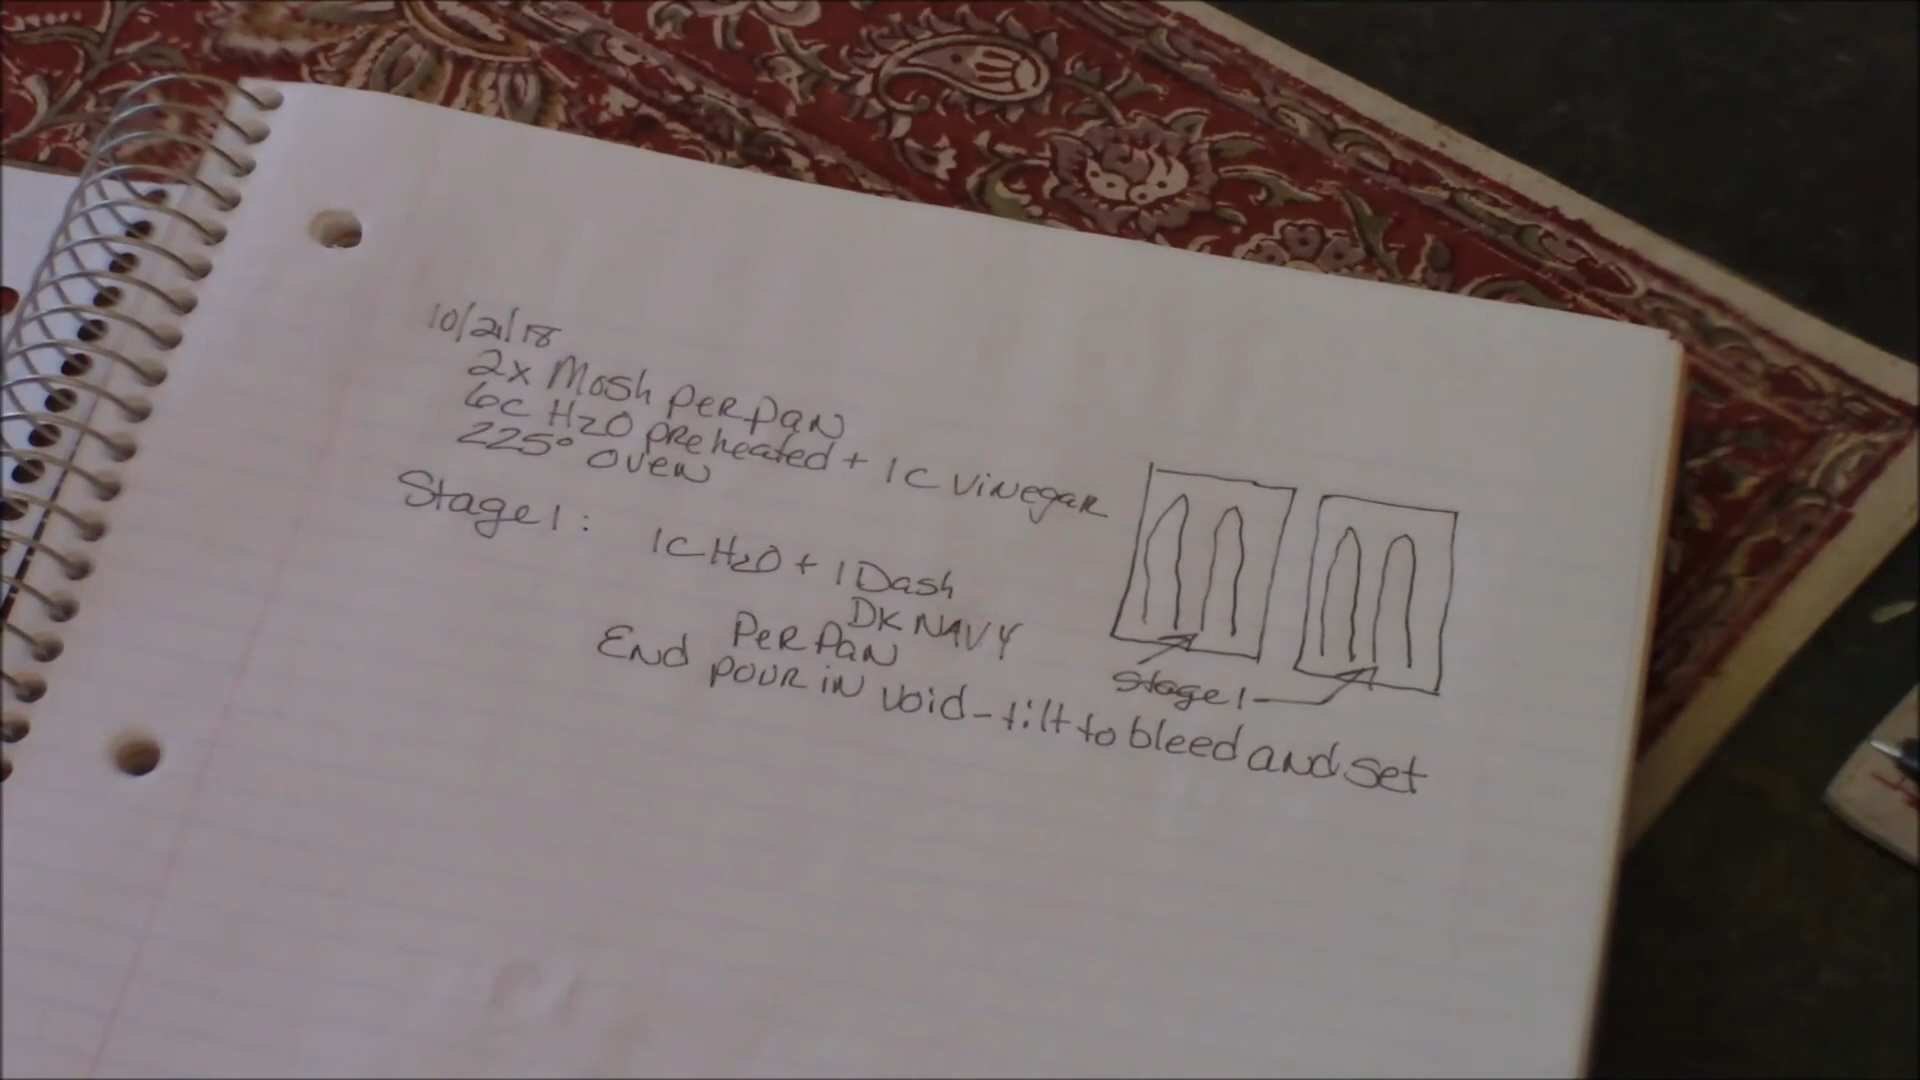 10/21/18
2x Mosh per pan
6c H2O preheated + 1c vinegar
225° oven
Stage 1:
1c H2O + 1 Dash
DK NAVY
Per Pan
End pour in void - tilt to bleed and set
Stage 1